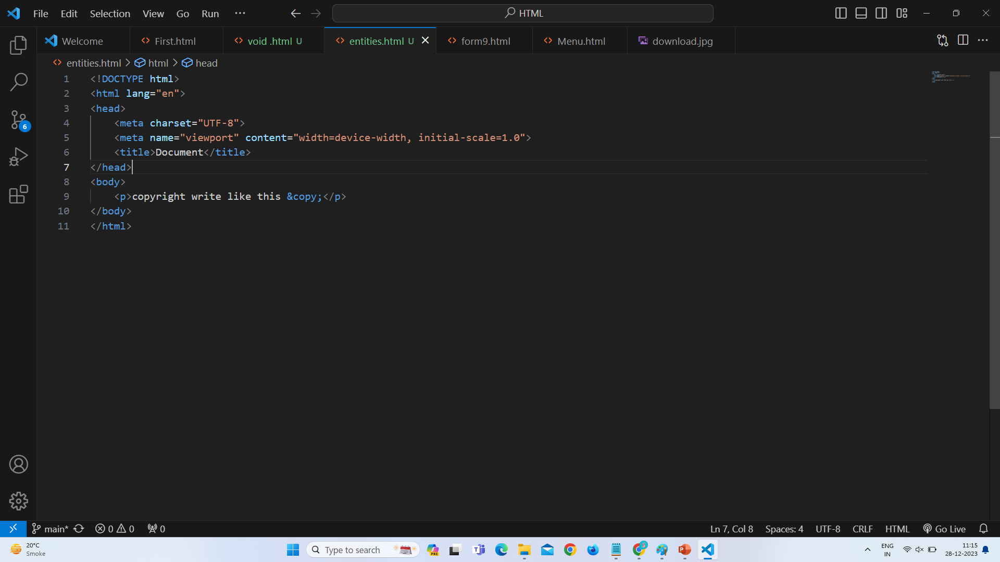 File Edit Selection View Go Run ··· HTML
Welcome First.html void .html U entities.html U form9.html Menu.html download.jpg
entities.html > html > head
1 <!DOCTYPE html>
2 <html lang="en">
3 <head>
4 <meta charset="UTF-8">
5 <meta name="viewport" content="width=device-width, initial-scale=1.0">
6 <title>Document</title>
7 </head>
8 <body>
9 <p>copyright write like this &copy;</p>
10 </body>
11 </html>
6
main* 0 0 0 Ln 7, Col 8 Spaces: 4 UTF-8 CRLF HTML Go Live
20°C
Smoke
Type to search
PRE
ENG
IN
11:15
28-12-2023